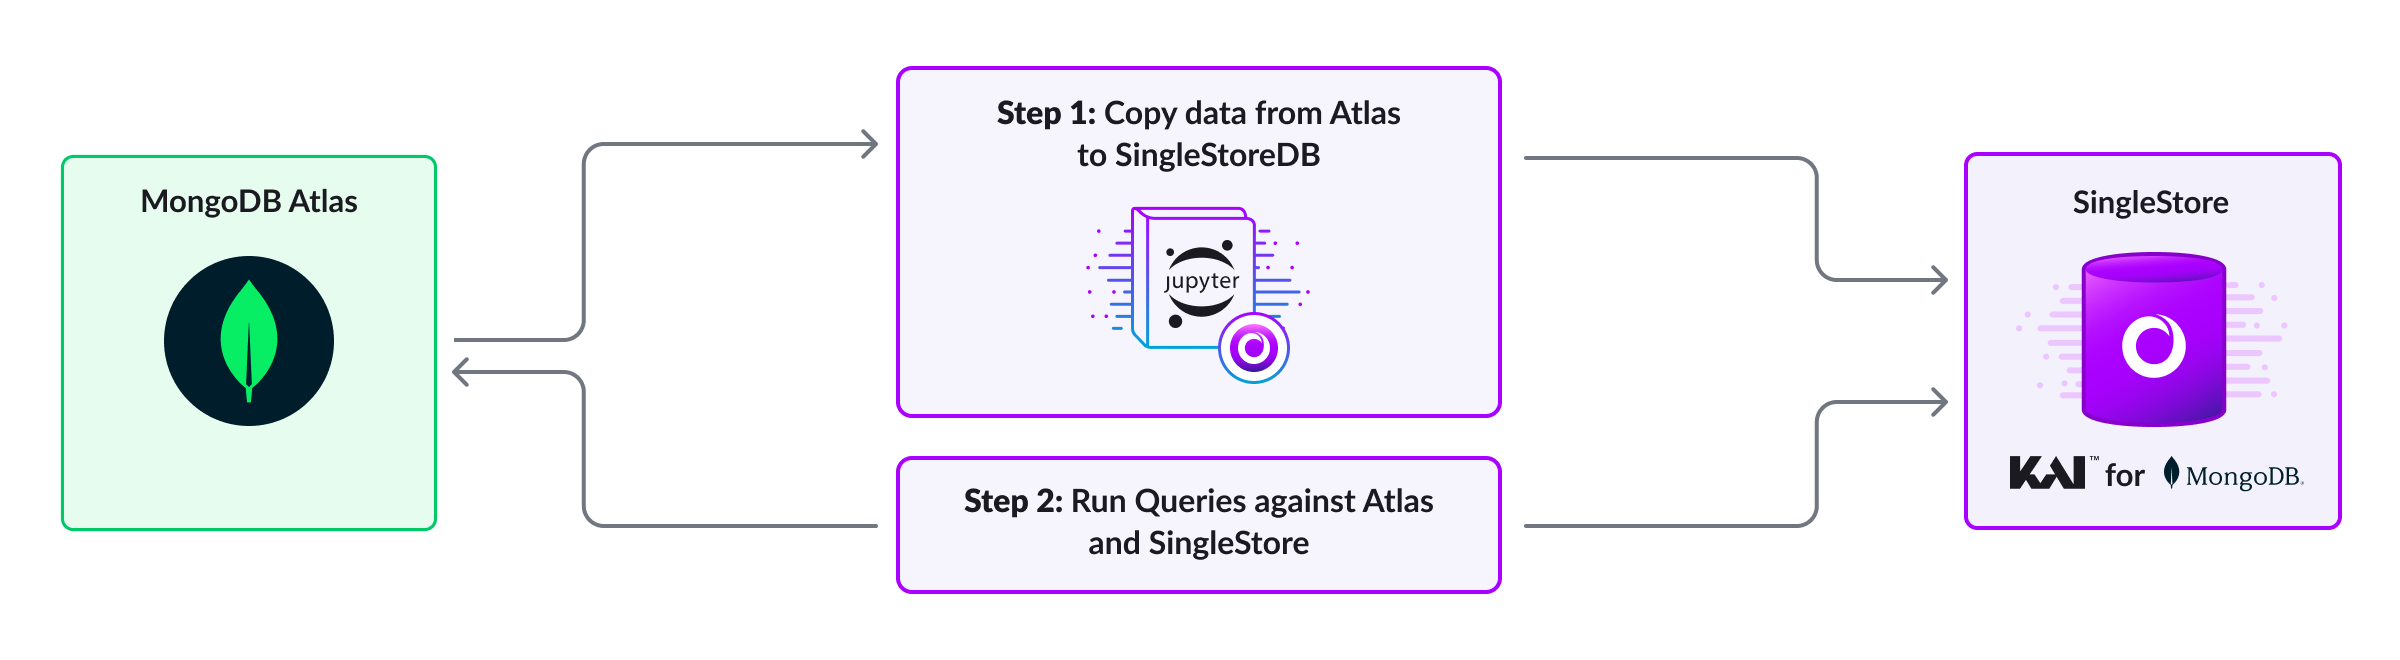 MongoDB Atlas
Step 1: Copy data from Atlas
to SingleStoreDB
jupyter
Step 2: Run Queries against Atlas
and SingleStore
SingleStore
KAI™ for MongoDB